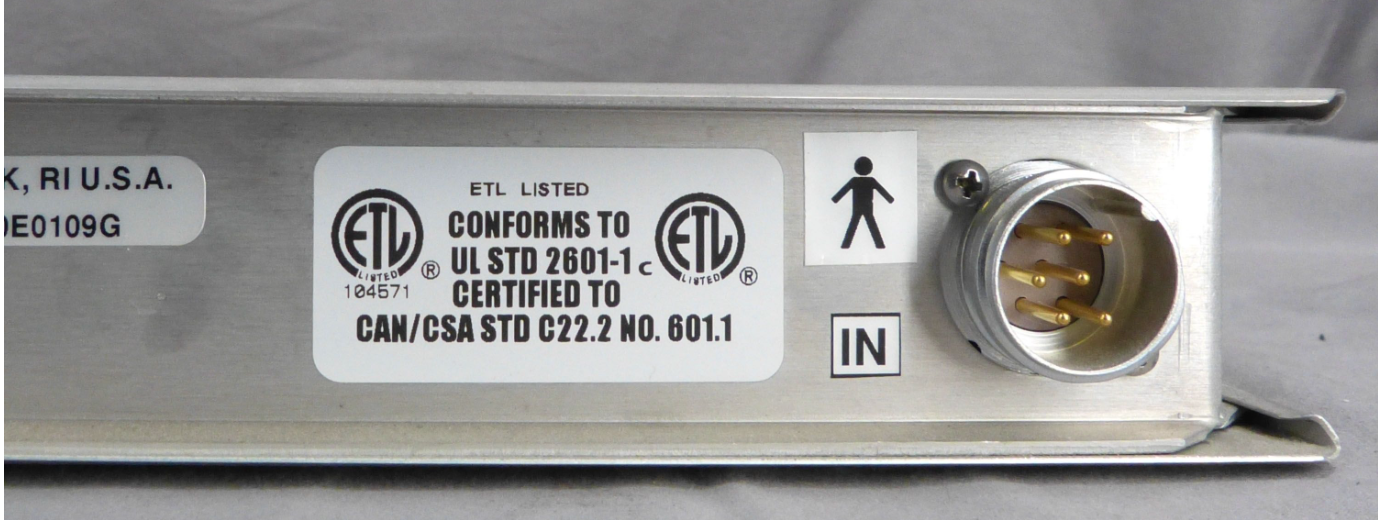 K, RI U.S.A.
0E0109G
ETL LISTED
ETL LISTED ®
104571
CONFORMS TO
UL STD 2601-1
CERTIFIED TO
CAN/CSA STD C22.2 NO. 601.1
c ETL LISTED ®
IN